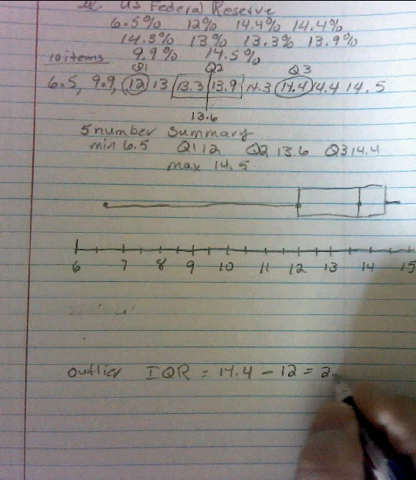 US Federal Reserve
6.5% 12% 14.4% 14.4%
14.3% 13% 13.3% 13.9%
9.9% 14.5%
10 items Q1 Q2 Q3
6.5, 9.9, 12 13 13.3 13.9 14.3 14.4 14.4 14.5
13.6
5 number summary
min 6.5 Q1 12 Q2 13.6 Q3 14.4
max 14.5
6 7 8 9 10 11 12 13 14 15
outlier IQR = 14.4 - 12 = 2